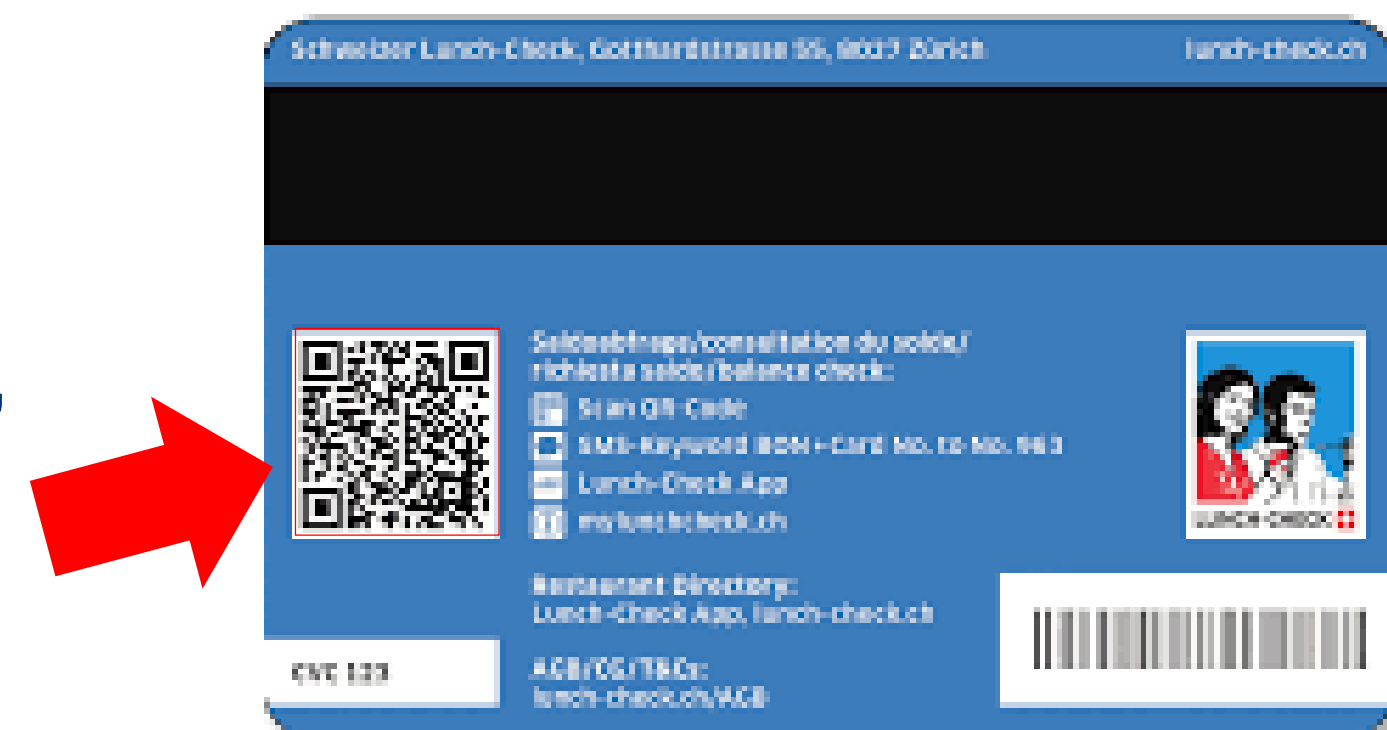 Schweizer Lunch-Check, Gotthardstrasse 55, 8027 Zürich
lunch-check.ch
Saldoabfrage/consultation du solde/
richiesta saldo/balance check:
Scan QR-Code
SMS-Keyword BON+Card No. to No. 963
Lunch-Check App
mylunchcheck.ch
LUNCH-CHECK
Restaurant Directory:
Lunch-Check App, lunch-check.ch
CVC 123
AGB/CG/T&Cs:
lunch-check.ch/AGB